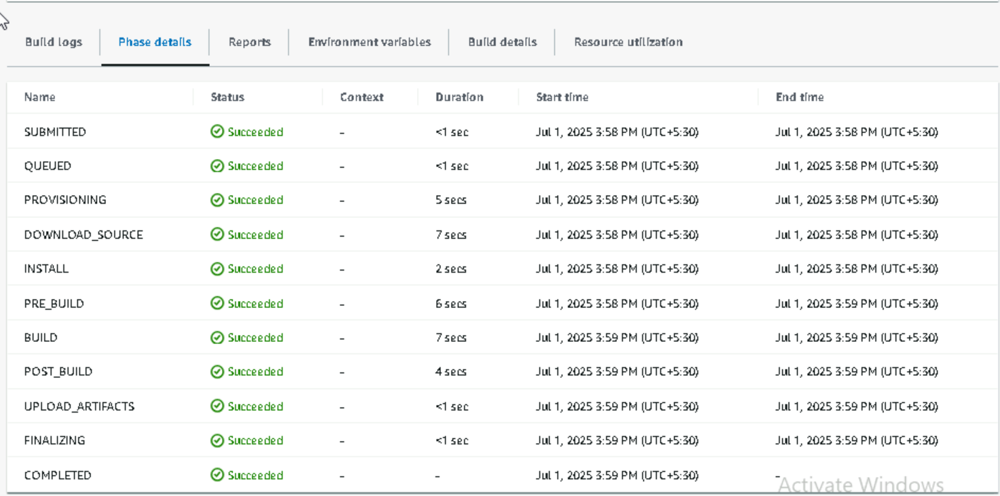 Build logs Phase details Reports Environment variables Build details Resource utilization
Name Status Context Duration Start time End time
SUBMITTED Succeeded - <1 sec Jul 1, 2025 3:58 PM (UTC+5:30) Jul 1, 2025 3:58 PM (UTC+5:30)
QUEUED Succeeded - <1 sec Jul 1, 2025 3:58 PM (UTC+5:30) Jul 1, 2025 3:58 PM (UTC+5:30)
PROVISIONING Succeeded - 5 secs Jul 1, 2025 3:58 PM (UTC+5:30) Jul 1, 2025 3:58 PM (UTC+5:30)
DOWNLOAD_SOURCE Succeeded - 7 secs Jul 1, 2025 3:58 PM (UTC+5:30) Jul 1, 2025 3:58 PM (UTC+5:30)
INSTALL Succeeded - 2 secs Jul 1, 2025 3:58 PM (UTC+5:30) Jul 1, 2025 3:58 PM (UTC+5:30)
PRE_BUILD Succeeded - 6 secs Jul 1, 2025 3:58 PM (UTC+5:30) Jul 1, 2025 3:59 PM (UTC+5:30)
BUILD Succeeded - 7 secs Jul 1, 2025 3:59 PM (UTC+5:30) Jul 1, 2025 3:59 PM (UTC+5:30)
POST_BUILD Succeeded - 4 secs Jul 1, 2025 3:59 PM (UTC+5:30) Jul 1, 2025 3:59 PM (UTC+5:30)
UPLOAD_ARTIFACTS Succeeded - <1 sec Jul 1, 2025 3:59 PM (UTC+5:30) Jul 1, 2025 3:59 PM (UTC+5:30)
FINALIZING Succeeded - <1 sec Jul 1, 2025 3:59 PM (UTC+5:30) Jul 1, 2025 3:59 PM (UTC+5:30)
COMPLETED Succeeded - - Jul 1, 2025 3:59 PM (UTC+5:30) -
Activate Windows